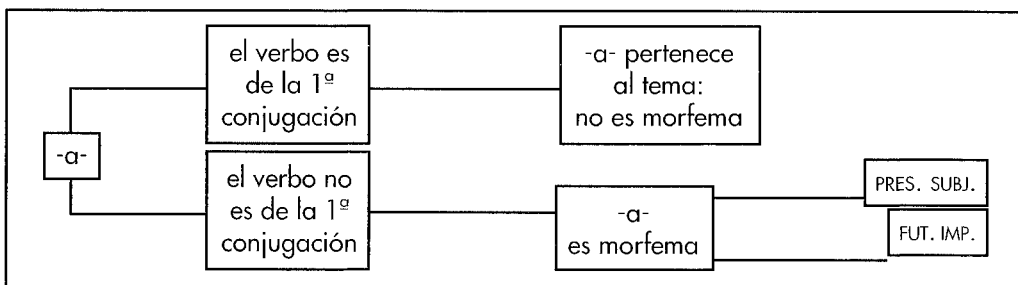 -a-
el verbo es
de la 1ª
conjugación
-a- pertenece
al tema:
no es morfema
el verbo no
es de la 1ª
conjugación
-a-
es morfema
PRES. SUBJ.
FUT. IMP.